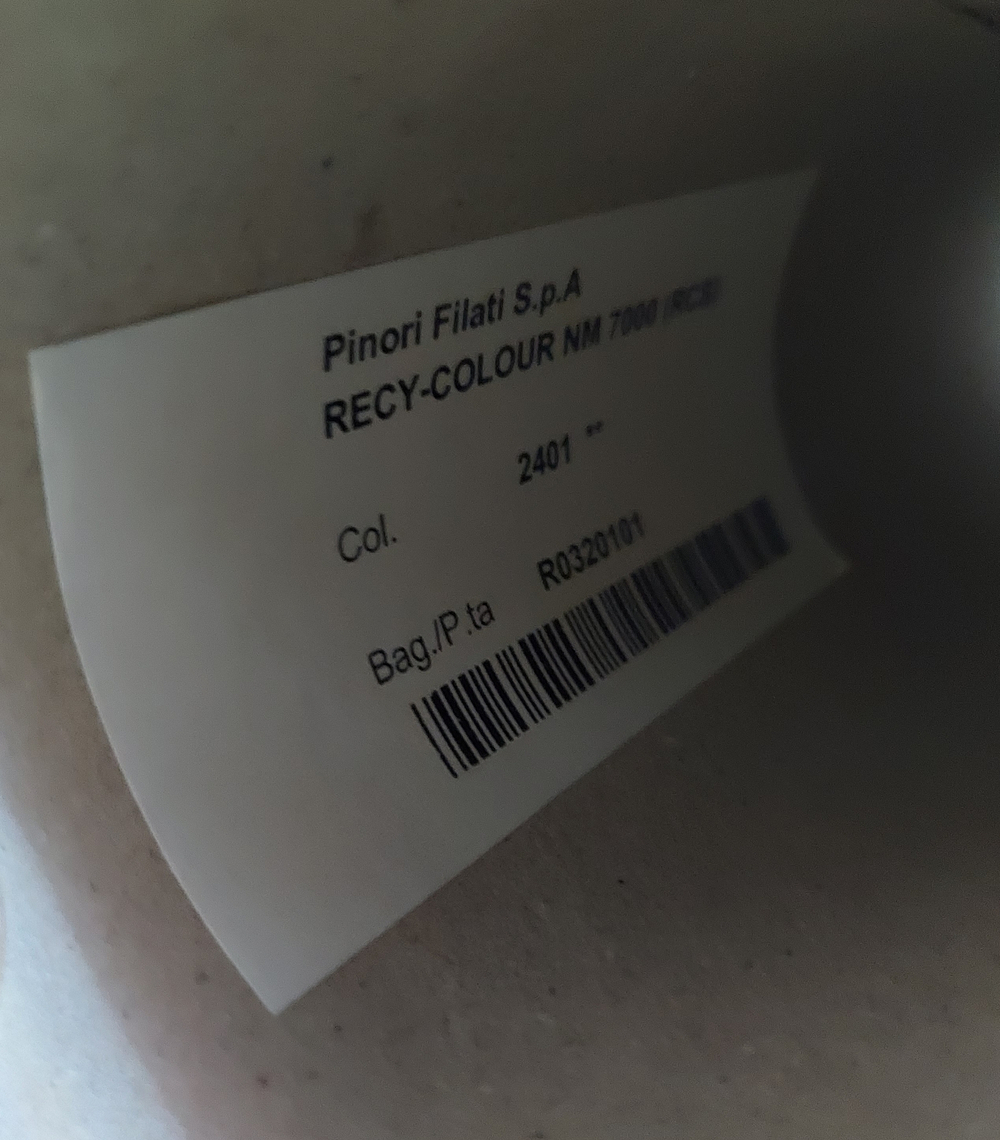 Pinori Filati S.p.A
RECY-COLOUR NM 7000
Col. 2401 **
Bag./P.ta R0320101